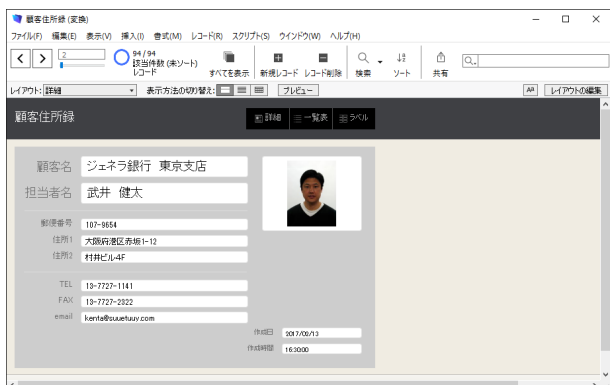 顧客住所録 (変換)
ファイル(F) 編集(E) 表示(V) 挿入(I) 書式(M) レコード(R) スクリプト(S) ウインドウ(W) ヘルプ(H)
2
94/94
該当件数 (未ソート)
レコード
すべてを表示 新規レコード レコード削除 検索 ソート 共有
レイアウト: 詳細 表示方法の切り替え: プレビュー Aa レイアウトの編集
顧客住所録 詳細 一覧表 ラベル
顧客名 ジェネラ銀行 東京支店
担当者名 武井 健太
郵便番号 107-9654
住所1 大阪府港区赤坂1-12
住所2 村井ビル4F
TEL 13-7727-1141
FAX 13-7727-2322
email kenta@suuetuuy.com
作成日 2017/02/13
作成時間 16:30:00